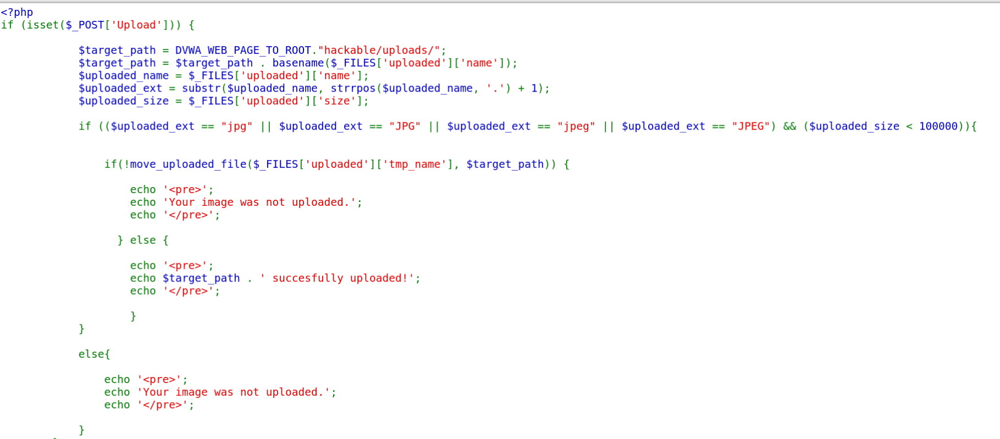 <?php
if (isset($_POST['Upload'])) {
$target_path = DVWA_WEB_PAGE_TO_ROOT."hackable/uploads/";
$target_path = $target_path . basename($_FILES['uploaded']['name']);
$uploaded_name = $_FILES['uploaded']['name'];
$uploaded_ext = substr($uploaded_name, strrpos($uploaded_name, '.') + 1);
$uploaded_size = $_FILES['uploaded']['size'];
if (($uploaded_ext == "jpg" || $uploaded_ext == "JPG" || $uploaded_ext == "jpeg" || $uploaded_ext == "JPEG") && ($uploaded_size < 100000)){
if(!move_uploaded_file($_FILES['uploaded']['tmp_name'], $target_path)) {
echo '<pre>';
echo 'Your image was not uploaded.';
echo '</pre>';
} else {
echo '<pre>';
echo $target_path . ' succesfully uploaded!';
echo '</pre>';
}
}
else{
echo '<pre>';
echo 'Your image was not uploaded.';
echo '</pre>';
}
}